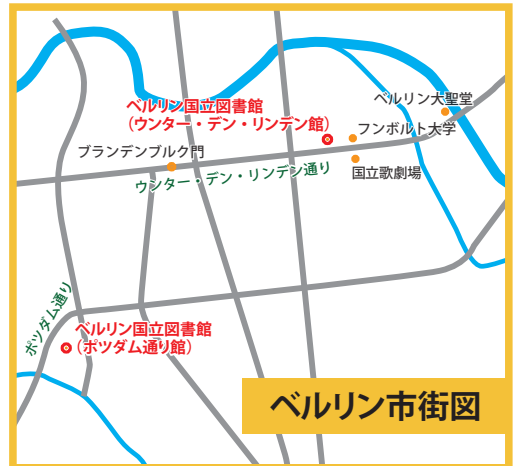 ベルリン大聖堂
ベルリン国立図書館
（ウンター・デン・リンデン館）
フンボルト大学
ブランデンブルク門
ウンター・デン・リンデン通り
国立歌劇場
ポツダム通り
ベルリン国立図書館
（ポツダム通り館）
ベルリン市街図